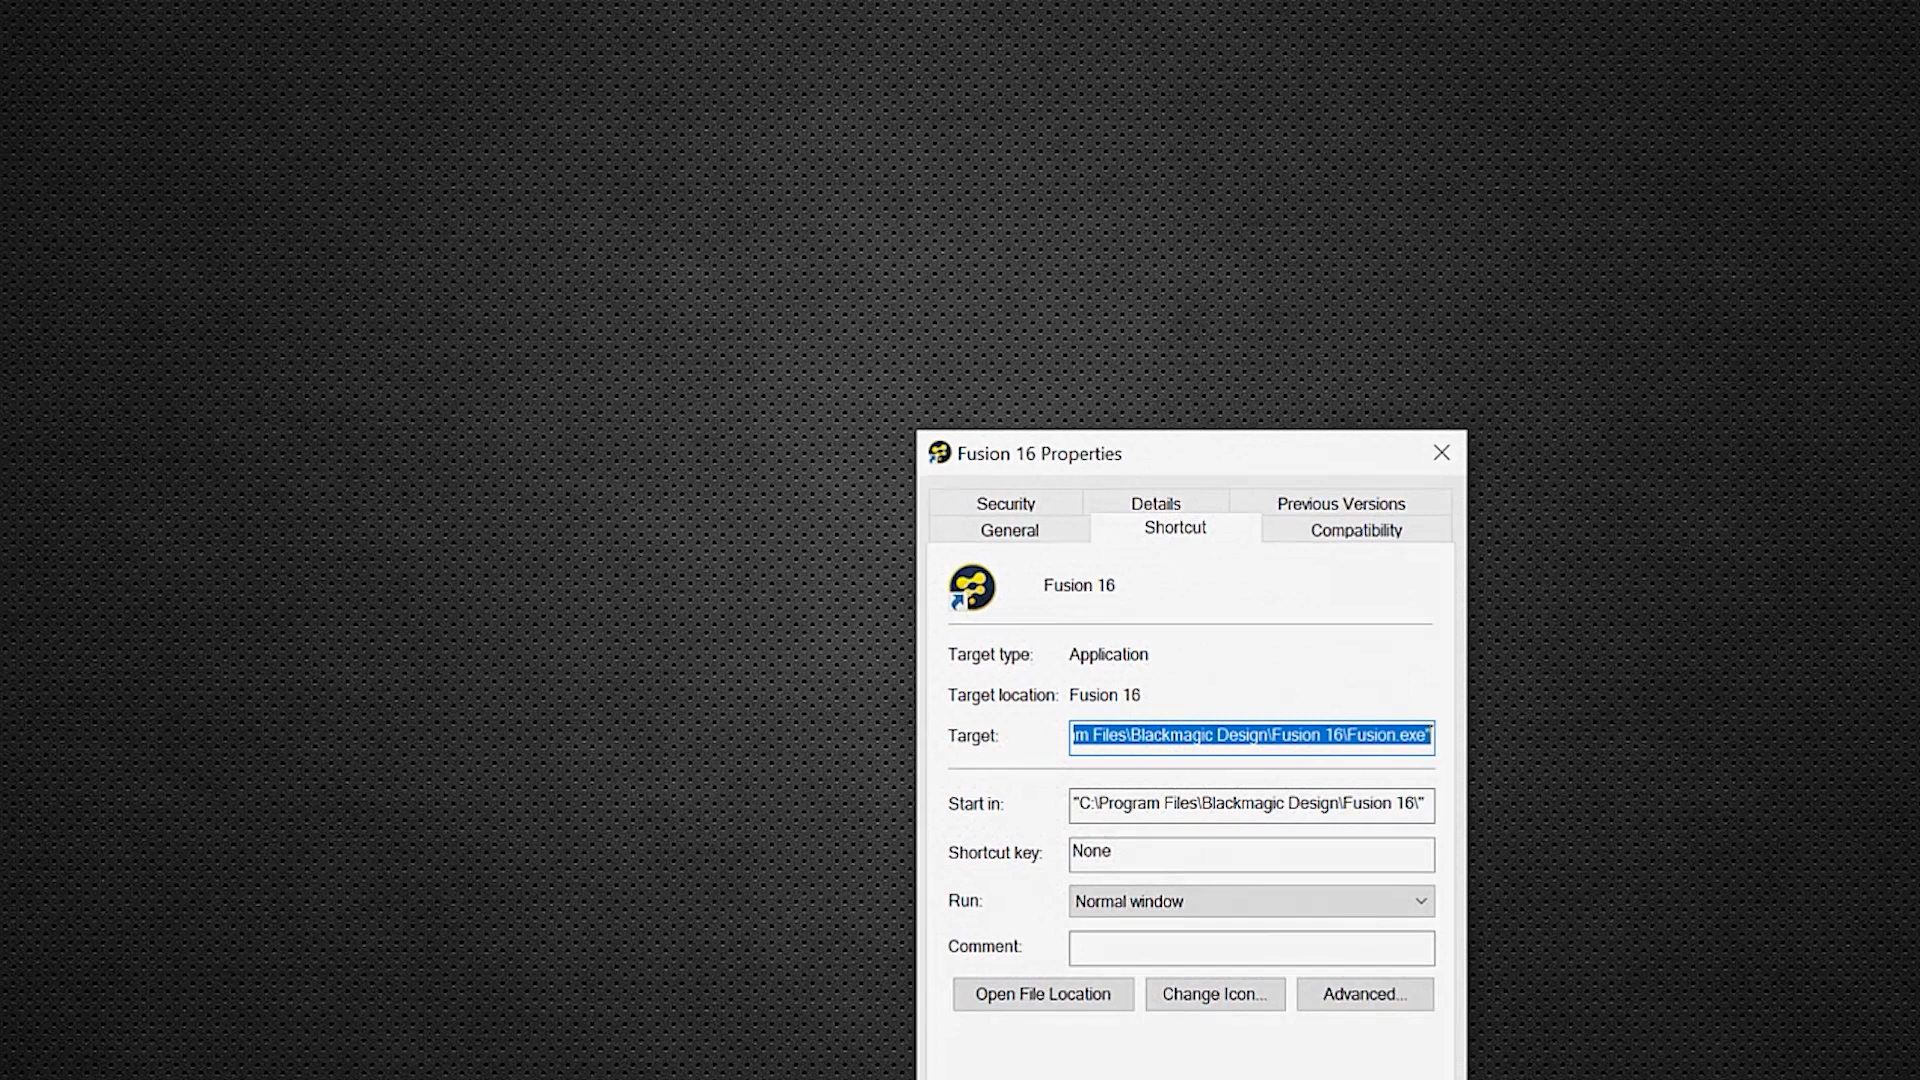 Fusion 16 Properties
Security Details Previous Versions
General Shortcut Compatibility
Fusion 16
Target type: Application
Target location: Fusion 16
Target: m Files\Blackmagic Design\Fusion 16\Fusion.exe"
Start in: "C:\Program Files\Blackmagic Design\Fusion 16\"
Shortcut key: None
Run: Normal window
Comment:
Open File Location Change Icon... Advanced...